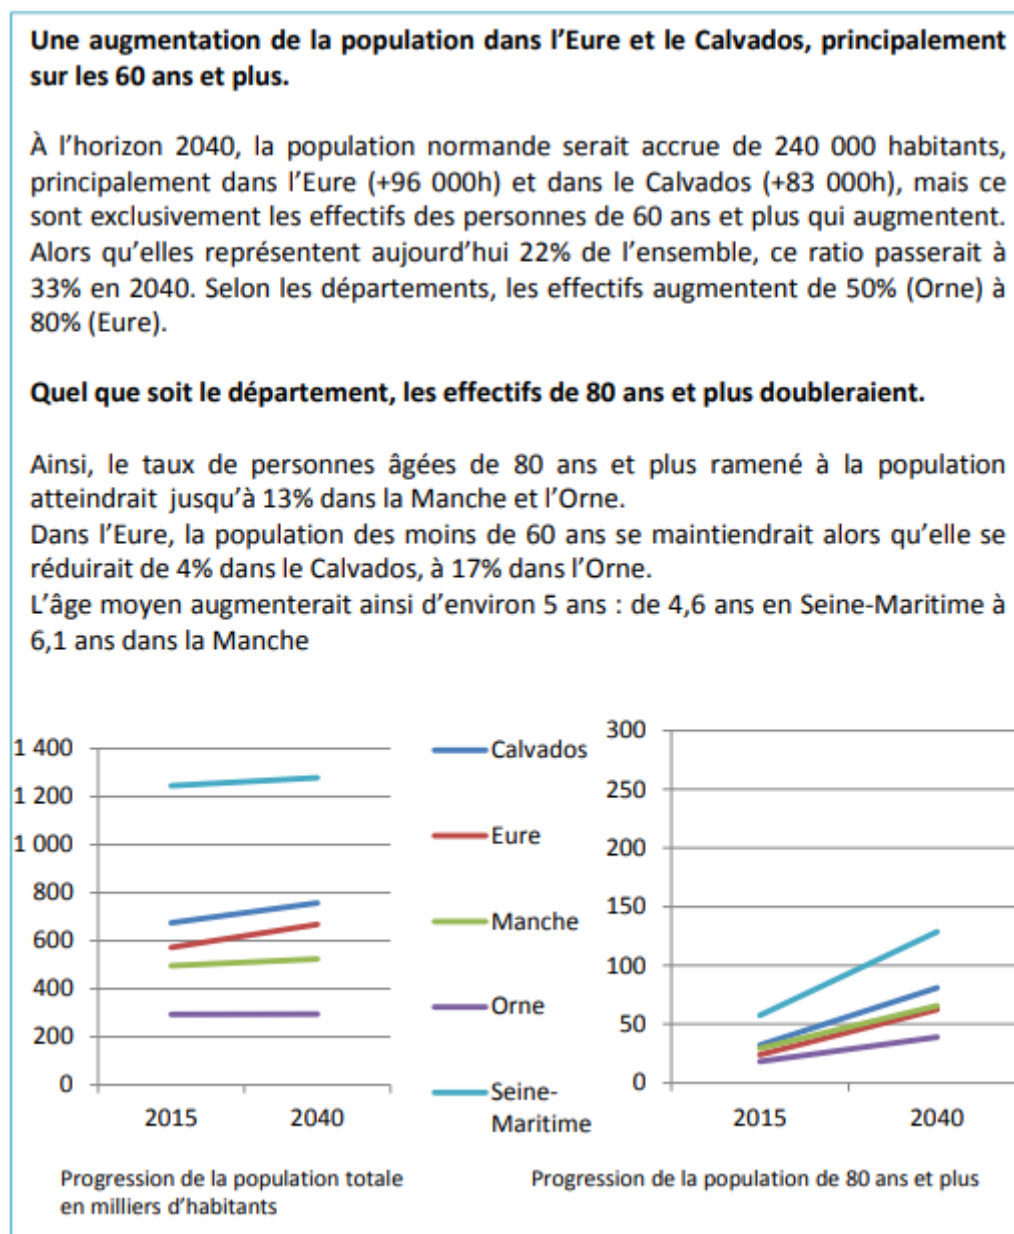 Une augmentation de la population dans l’Eure et le Calvados, principalement
sur les 60 ans et plus.
À l’horizon 2040, la population normande serait accrue de 240 000 habitants,
principalement dans l’Eure (+96 000h) et dans le Calvados (+83 000h), mais ce
sont exclusivement les effectifs des personnes de 60 ans et plus qui augmentent.
Alors qu’elles représentent aujourd’hui 22% de l’ensemble, ce ratio passerait à
33% en 2040. Selon les départements, les effectifs augmentent de 50% (Orne) à
80% (Eure).
Quel que soit le département, les effectifs de 80 ans et plus doubleraient.
Ainsi, le taux de personnes âgées de 80 ans et plus ramené à la population
atteindrait jusqu’à 13% dans la Manche et l’Orne.
Dans l’Eure, la population des moins de 60 ans se maintiendrait alors qu’elle se
réduirait de 4% dans le Calvados, à 17% dans l’Orne.
L’âge moyen augmenterait ainsi d’environ 5 ans : de 4,6 ans en Seine-Maritime à
6,1 ans dans la Manche
1 400
1 200
1 000
800
600
400
200
0
2015 2040
Progression de la population totale
en milliers d’habitants
Calvados
Eure
Manche
Orne
Seine-
Maritime
300
250
200
150
100
50
0
2015 2040
Progression de la population de 80 ans et plus